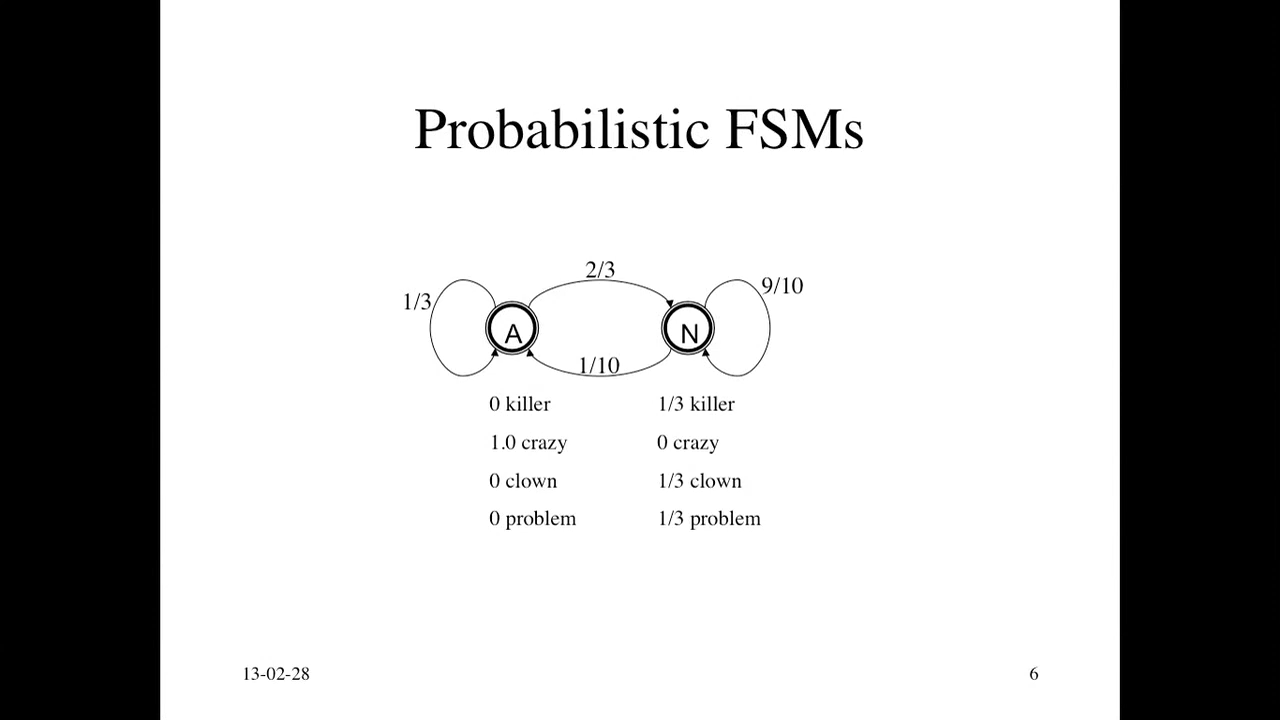 Probabilistic FSMs
2/3
9/10
1/3
A
N
1/10
0 killer
1/3 killer
1.0 crazy
0 crazy
0 clown
1/3 clown
0 problem
1/3 problem
13-02-28
6